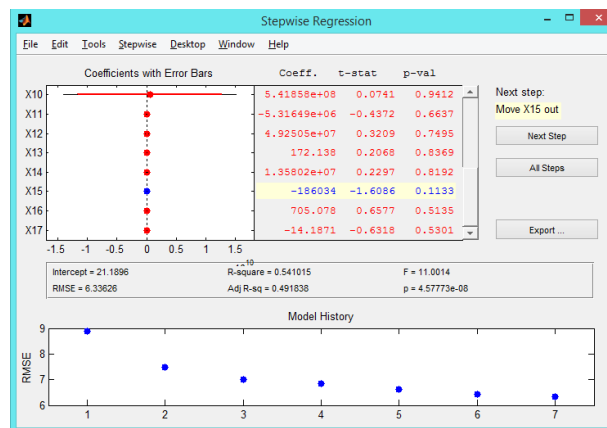 Stepwise Regression
File Edit Tools Stepwise Desktop Window Help
Coefficients with Error Bars Coeff. t-stat p-val
X10 5.41858e+08 0.0741 0.9412
X11 -5.31649e+06 -0.4372 0.6637
X12 4.92505e+07 0.3209 0.7495
X13 172.138 0.2068 0.8369
X14 1.35802e+07 0.2297 0.8192
X15 -186034 -1.6086 0.1133
X16 705.078 0.6577 0.5135
X17 -14.1871 -0.6318 0.5301
-1.5 -1 -0.5 0 0.5 1 1.5
Next step:
Move X15 out
Next Step
All Steps
Export ...
Intercept = 21.1896 R-square = 0.541015 F = 11.0014
RMSE = 6.33626 Adj R-sq = 0.491838 p = 4.57773e-08
Model History
RMSE
9
8
7
6
1 2 3 4 5 6 7